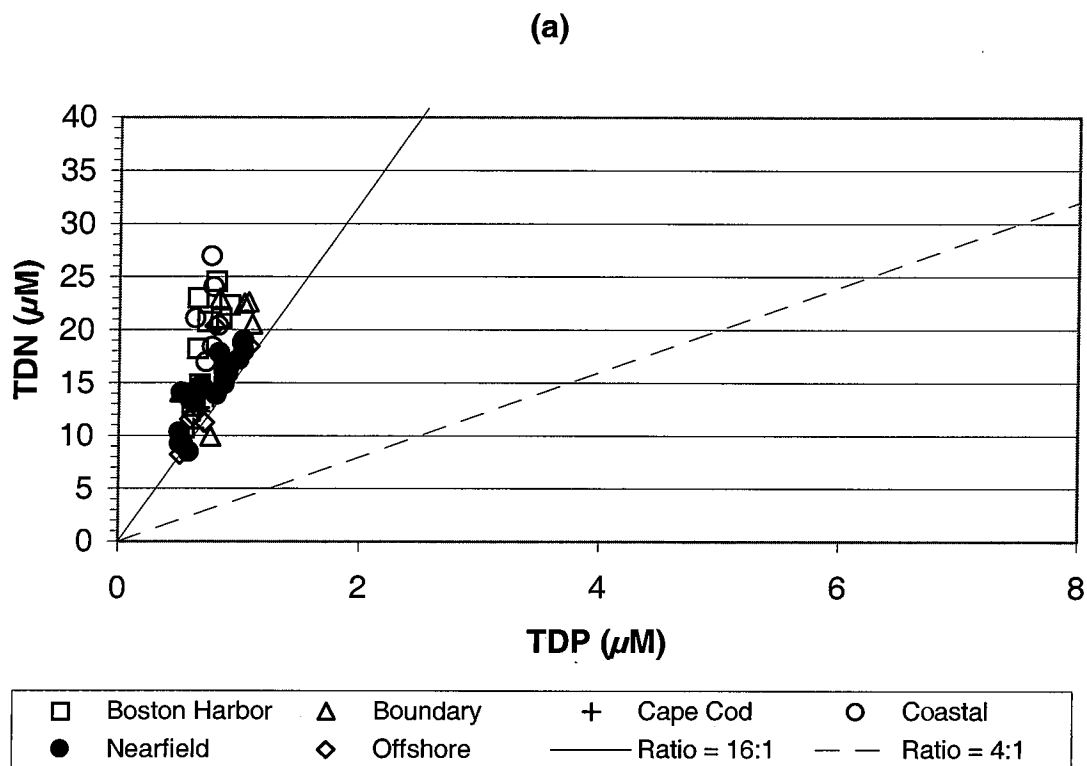 (a)
40
35
30
25
20
15
10
5
0
TDN (µM)
0 2 4 6 8
TDP (µM)
Boston Harbor Boundary Cape Cod Coastal
Nearfield Offshore Ratio = 16:1 Ratio = 4:1